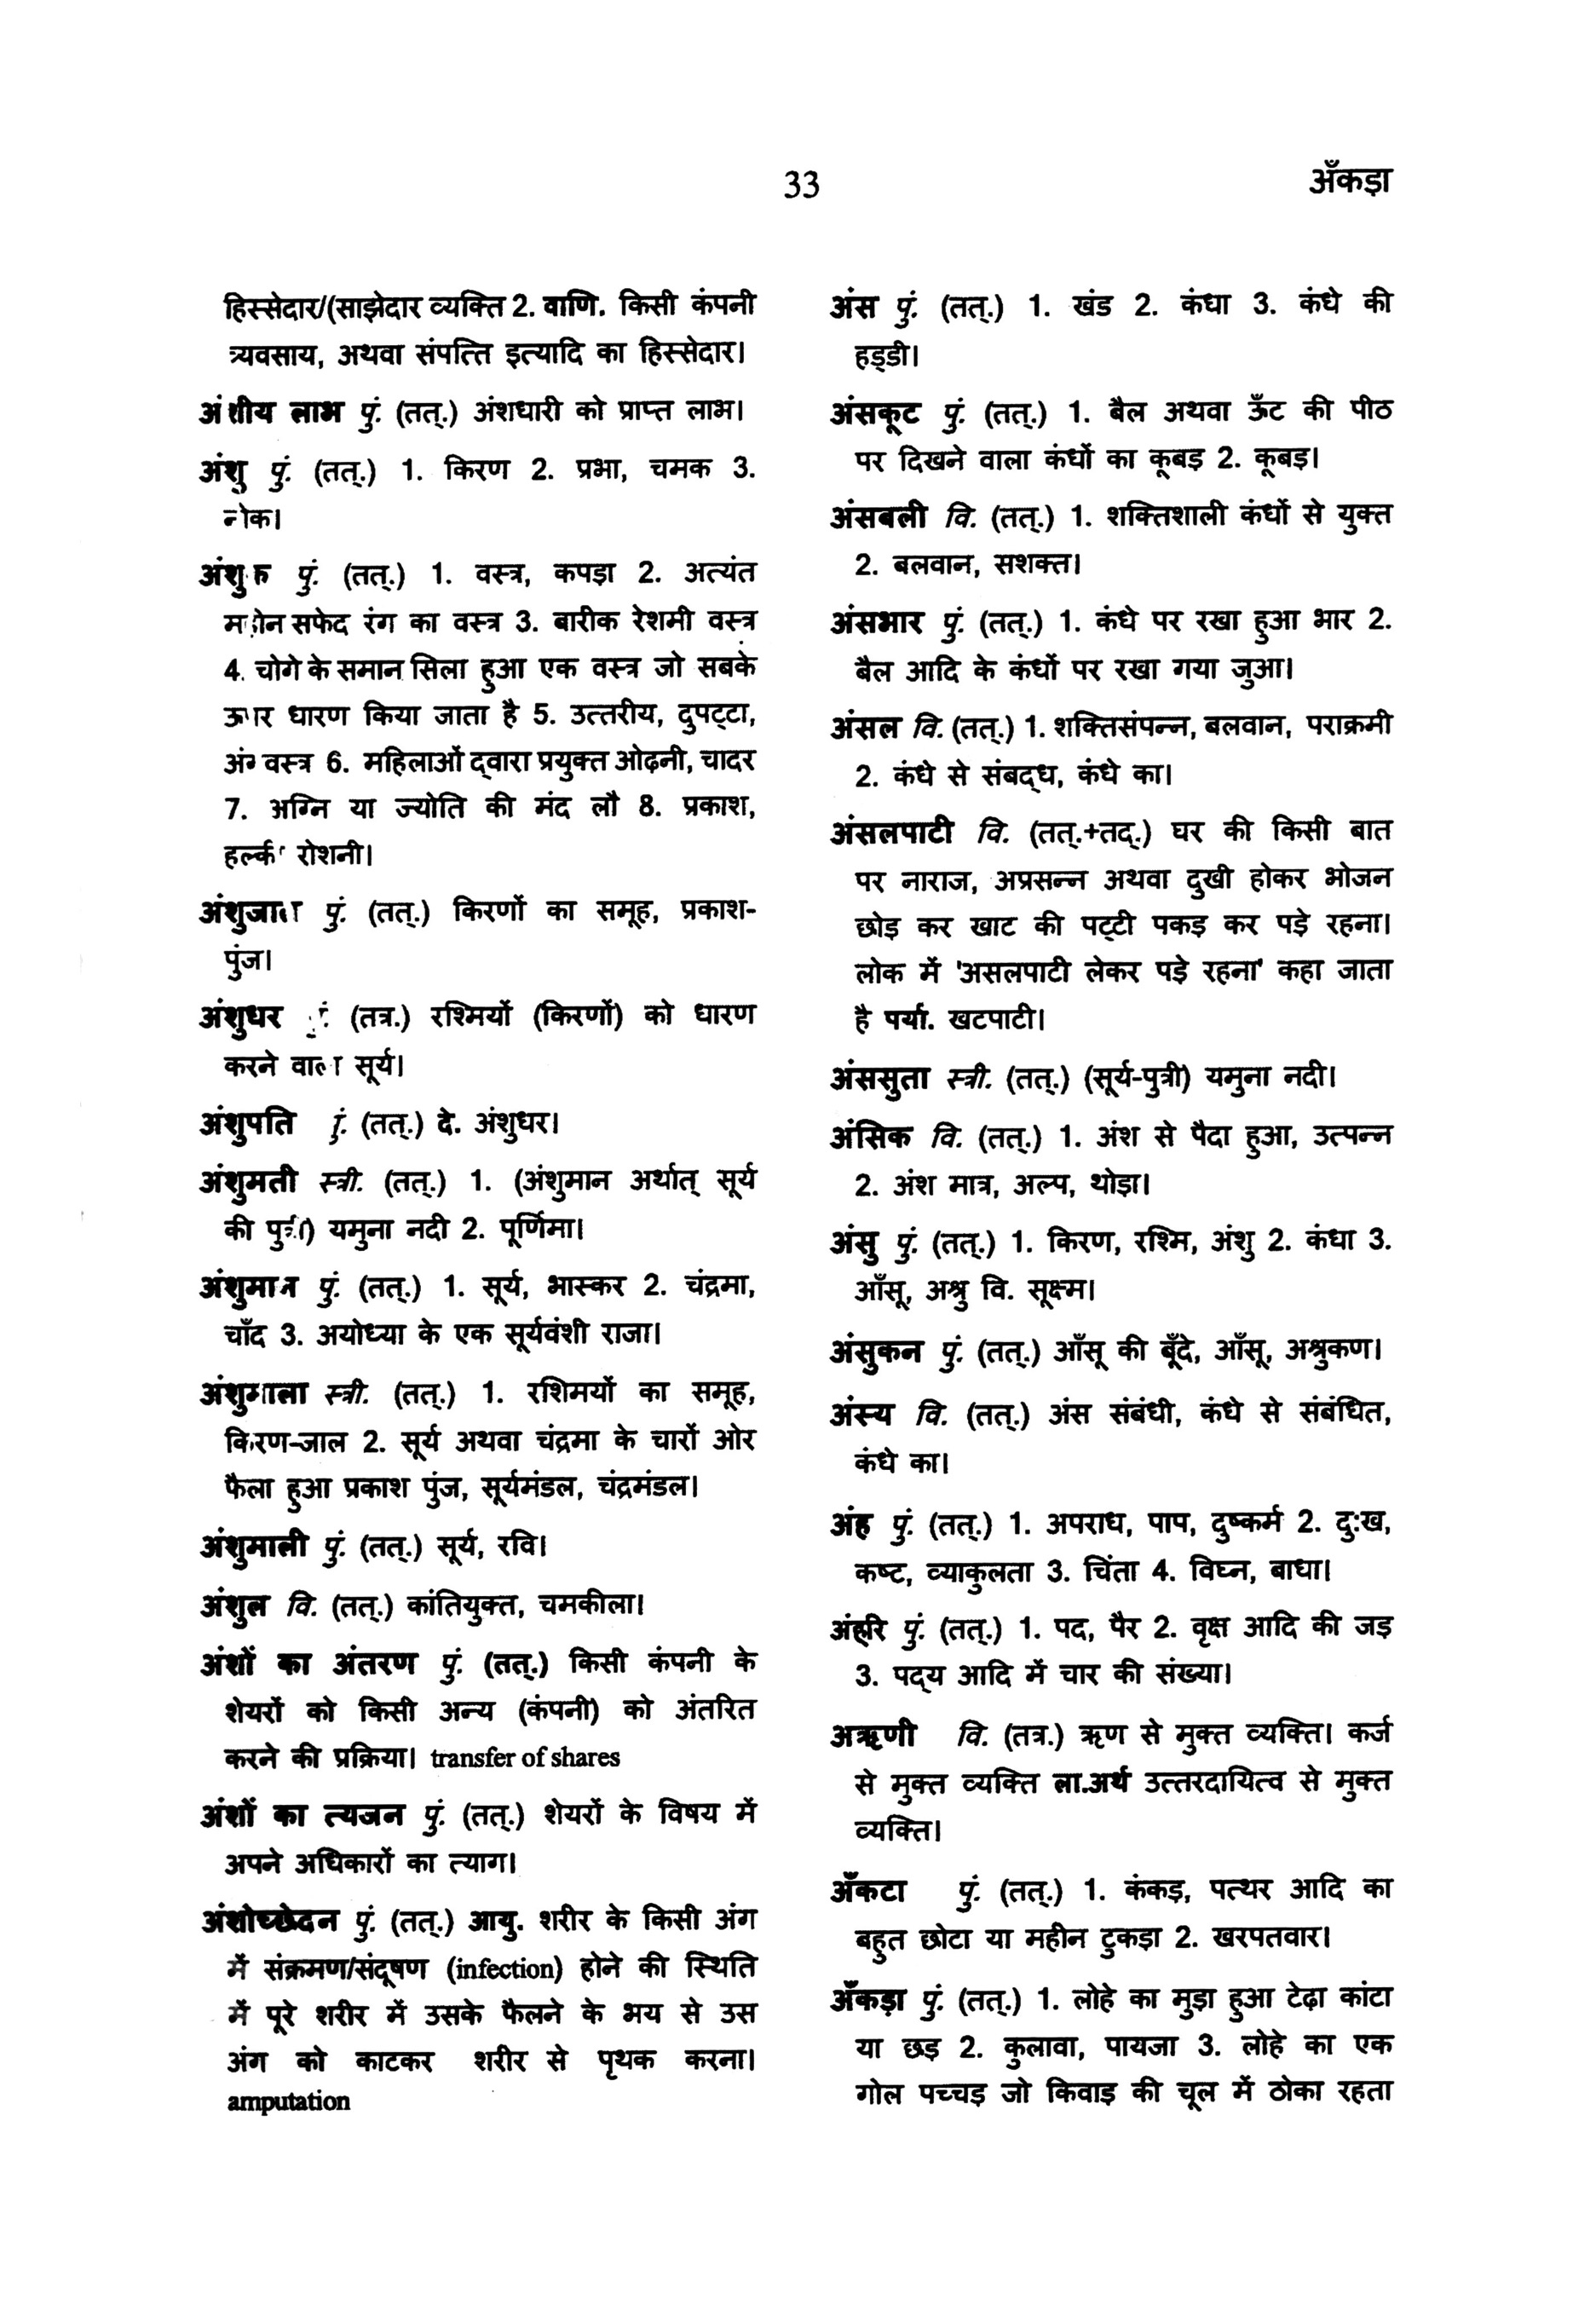 33
अँकड़ा
हिस्सेदार/(साझेदार व्यक्ति 2. वाणि. किसी कंपनी
व्यवसाय, अथवा संपत्ति इत्यादि का हिस्सेदार।
अंशीय लाभ पुं. (तत्.) अंशधारी को प्राप्त लाभ।
अंशु पुं. (तत्.) 1. किरण 2. प्रभा, चमक 3.
नोक।
अंशुक पुं. (तत्.) 1. वस्त्र, कपड़ा 2. अत्यंत
महीन सफेद रंग का वस्त्र 3. बारीक रेशमी वस्त्र
4. चोगे के समान सिला हुआ एक वस्त्र जो सबके
ऊपर धारण किया जाता है 5. उत्तरीय, दुपट्टा,
अंगवस्त्र 6. महिलाओं द्वारा प्रयुक्त ओढ़नी, चादर
7. अग्नि या ज्योति की मंद लौ 8. प्रकाश,
हल्की रोशनी।
अंशुजाल पुं. (तत्.) किरणों का समूह, प्रकाश-
पुंज।
अंशुधर पुं. (तत्र.) रश्मियों (किरणों) को धारण
करने वाला सूर्य।
अंशुपति पुं. (तत्.) दे. अंशुधर।
अंशुमती स्त्री. (तत्.) 1. (अंशुमान अर्थात् सूर्य
की पुत्री) यमुना नदी 2. पूर्णिमा।
अंशुमान पुं. (तत्.) 1. सूर्य, भास्कर 2. चंद्रमा,
चाँद 3. अयोध्या के एक सूर्यवंशी राजा।
अंशुमाला स्त्री. (तत्.) 1. रशिमयों का समूह,
किरण-जाल 2. सूर्य अथवा चंद्रमा के चारों ओर
फैला हुआ प्रकाश पुंज, सूर्यमंडल, चंद्रमंडल।
अंशुमाली पुं. (तत्.) सूर्य, रवि।
अंशुल वि. (तत्.) कांतियुक्त, चमकीला।
अंशों का अंतरण पुं. (तत्.) किसी कंपनी के
शेयरों को किसी अन्य (कंपनी) को अंतरित
करने की प्रक्रिया। transfer of shares
अंशों का त्यजन पुं. (तत्.) शेयरों के विषय में
अपने अधिकारों का त्याग।
अंशोच्छेदन पुं. (तत्.) आयु. शरीर के किसी अंग
में संक्रमण/संदूषण (infection) होने की स्थिति
में पूरे शरीर में उसके फैलने के भय से उस
अंग को काटकर शरीर से पृथक करना।
amputation
अंस पुं. (तत्.) 1. खंड 2. कंधा 3. कंधे की
हड्डी।
अंसकूट पुं. (तत्.) 1. बैल अथवा ऊँट की पीठ
पर दिखने वाला कंधों का कूबड़ 2. कूबड़।
अंसबली वि. (तत्.) 1. शक्तिशाली कंधों से युक्त
2. बलवान, सशक्त।
अंसभार पुं. (तत्.) 1. कंधे पर रखा हुआ भार 2.
बैल आदि के कंधों पर रखा गया जुआ।
अंसल वि. (तत्.) 1. शक्तिसंपन्न, बलवान, पराक्रमी
2. कंधे से संबद्ध, कंधे का।
अंसलपाटी वि. (तत्.+तद्.) घर की किसी बात
पर नाराज, अप्रसन्न अथवा दुखी होकर भोजन
छोड़ कर खाट की पट्टी पकड़ कर पड़े रहना।
लोक में 'असलपाटी लेकर पड़े रहना' कहा जाता
है पर्या. खटपाटी।
अंससुता स्त्री. (तत्.) (सूर्य-पुत्री) यमुना नदी।
अंसिक वि. (तत्.) 1. अंश से पैदा हुआ, उत्पन्न
2. अंश मात्र, अल्प, थोड़ा।
अंसु पुं. (तत्.) 1. किरण, रश्मि, अंशु 2. कंधा 3.
आँसू, अश्रु वि. सूक्ष्म।
अंसुकन पुं. (तत्.) आँसू की बूँदे, आँसू, अश्रुकण।
अंस्य वि. (तत्.) अंस संबंधी, कंधे से संबंधित,
कंधे का।
अंह पुं. (तत्.) 1. अपराध, पाप, दुष्कर्म 2. दु:ख,
कष्ट, व्याकुलता 3. चिंता 4. विघ्न, बाधा।
अंह्रि पुं. (तत्.) 1. पद, पैर 2. वृक्ष आदि की जड़
3. पद्य आदि में चार की संख्या।
अऋणी वि. (तत्र.) ऋण से मुक्त व्यक्ति। कर्ज
से मुक्त व्यक्ति ला.अर्थ उत्तरदायित्व से मुक्त
व्यक्ति।
अँकटा पुं. (तत्.) 1. कंकड़, पत्थर आदि का
बहुत छोटा या महीन टुकड़ा 2. खरपतवार।
अँकड़ा पुं. (तत्.) 1. लोहे का मुड़ा हुआ टेढ़ा कांटा
या छड़ 2. कुलावा, पायजा 3. लोहे का एक
गोल पच्चड़ जो किवाड़ की चूल में ठोका रहता